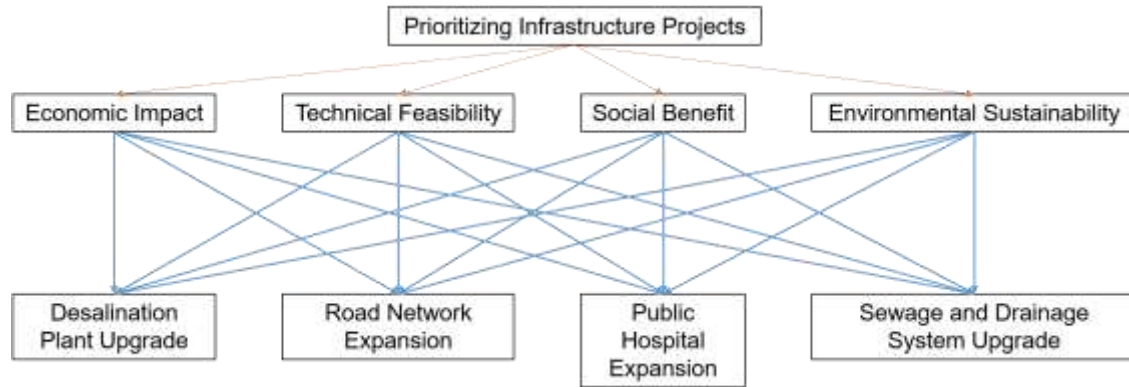 Prioritizing Infrastructure Projects
Economic Impact
Technical Feasibility
Social Benefit
Environmental Sustainability
Desalination
Plant Upgrade
Road Network
Expansion
Public
Hospital
Expansion
Sewage and Drainage
System Upgrade